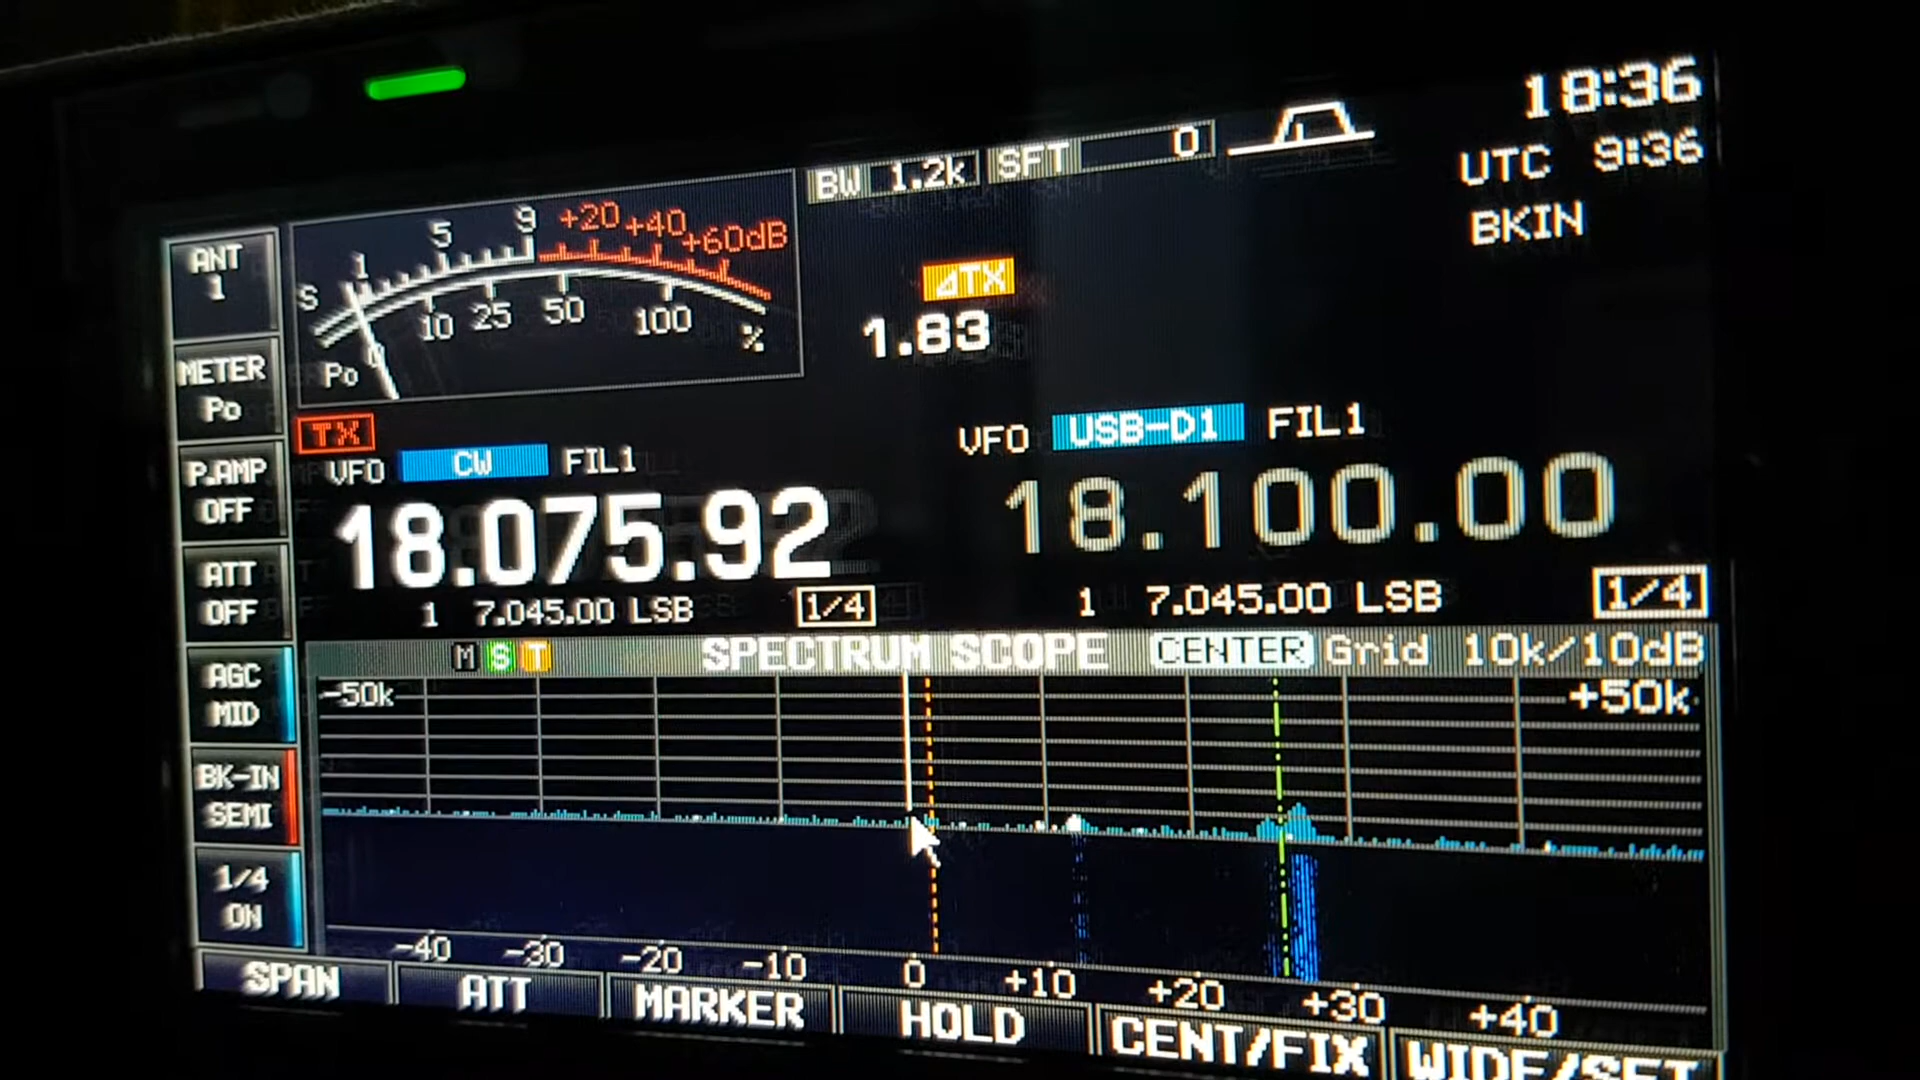 18:36
BW 1.2k SFT 0
UTC 9:36
BKIN
ANT
1
S 1 5 9 +20 +40 +60dB
0 10 25 50 100 %
Po
ΔTX
1.83
METER
Po
TX
VFO CW FIL1
VFO USB-D1 FIL1
18.075.92
18.100.00
P.AMP
OFF
1 7.045.00 LSB 1/4
1 7.045.00 LSB 1/4
ATT
OFF
M S T SPECTRUM SCOPE CENTER Grid 10k/10dB
-50k +50k
AGC
MID
BK-IN
SEMI
1/4
ON
-40 -30 -20 -10 0 +10 +20 +30 +40
SPAN ATT MARKER HOLD CENT/FIX WIDE/SET